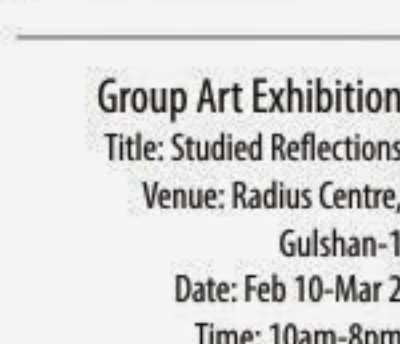 Group Art Exhibition
Title: Studied Reflections
Venue: Radius Centre,
Gulshan-1
Date: Feb 10-Mar 2
Time: 10am-8pm